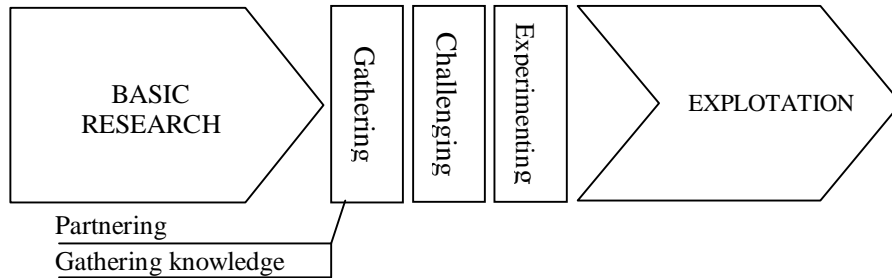 BASIC
RESEARCH
Gathering
Challenging
Experimenting
EXPLOTATION
Partnering
Gathering knowledge